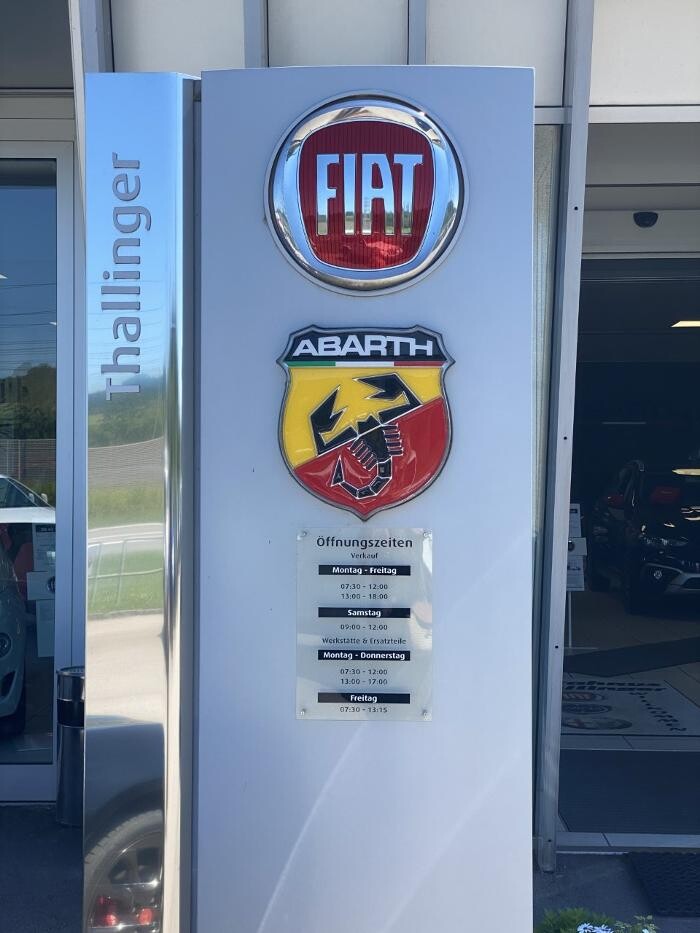 Thallinger
FIAT
ABARTH
Öffnungszeiten
Verkauf
Montag - Freitag
07:30 - 12:00
13:00 - 18:00
Samstag
09:00 - 12:00
Werkstätte & Ersatzteile
Montag - Donnerstag
07:30 - 12:00
13:00 - 17:00
Freitag
07:30 - 13:15